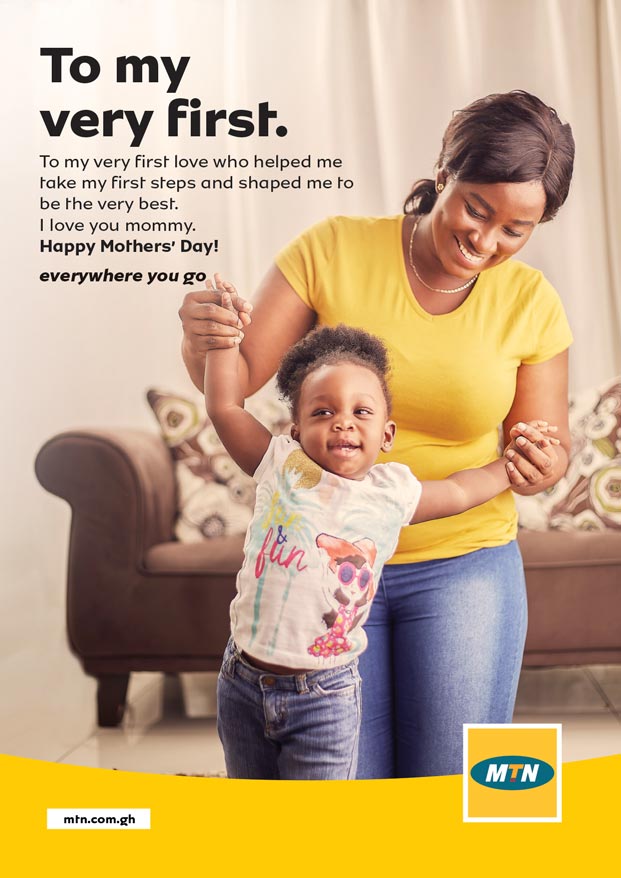 To my
very first.
To my very first love who helped me
take my first steps and shaped me to
be the very best.
I love you mommy.
Happy Mothers' Day!
everywhere you go
&
fun
MTN
mtn.com.gh